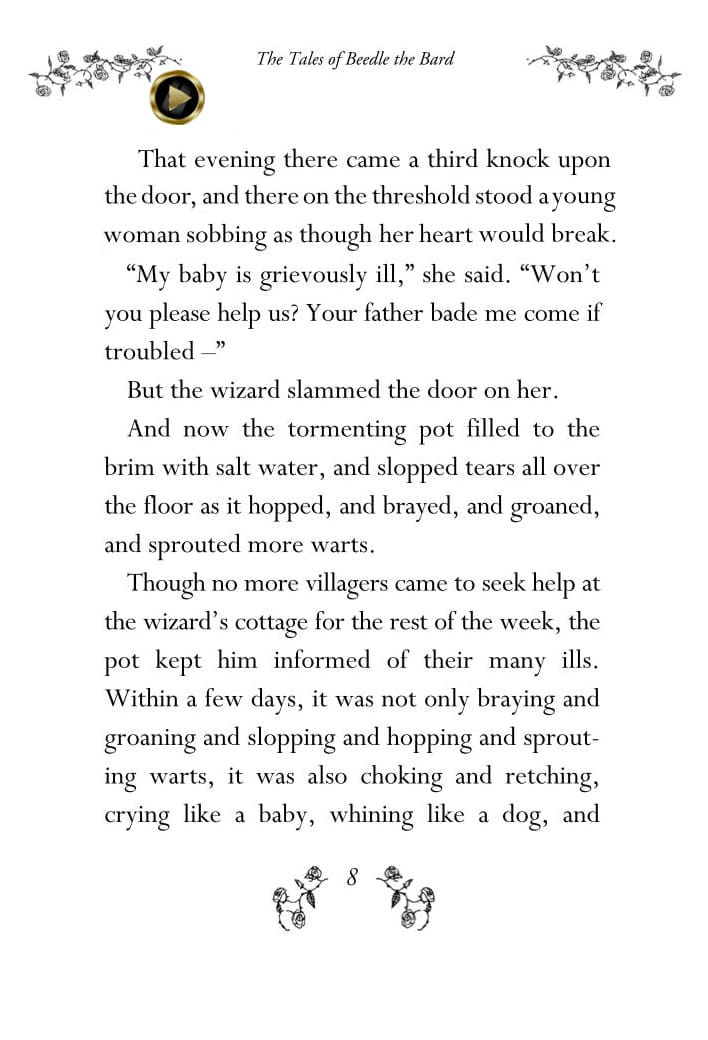 The Tales of Beedle the Bard
That evening there came a third knock upon
the door, and there on the threshold stood a young
woman sobbing as though her heart would break.
“My baby is grievously ill,” she said. “Won’t
you please help us? Your father bade me come if
troubled –”
But the wizard slammed the door on her.
And now the tormenting pot filled to the
brim with salt water, and slopped tears all over
the floor as it hopped, and brayed, and groaned,
and sprouted more warts.
Though no more villagers came to seek help at
the wizard’s cottage for the rest of the week, the
pot kept him informed of their many ills.
Within a few days, it was not only braying and
groaning and slopping and hopping and sprout-
ing warts, it was also choking and retching,
crying like a baby, whining like a dog, and
8